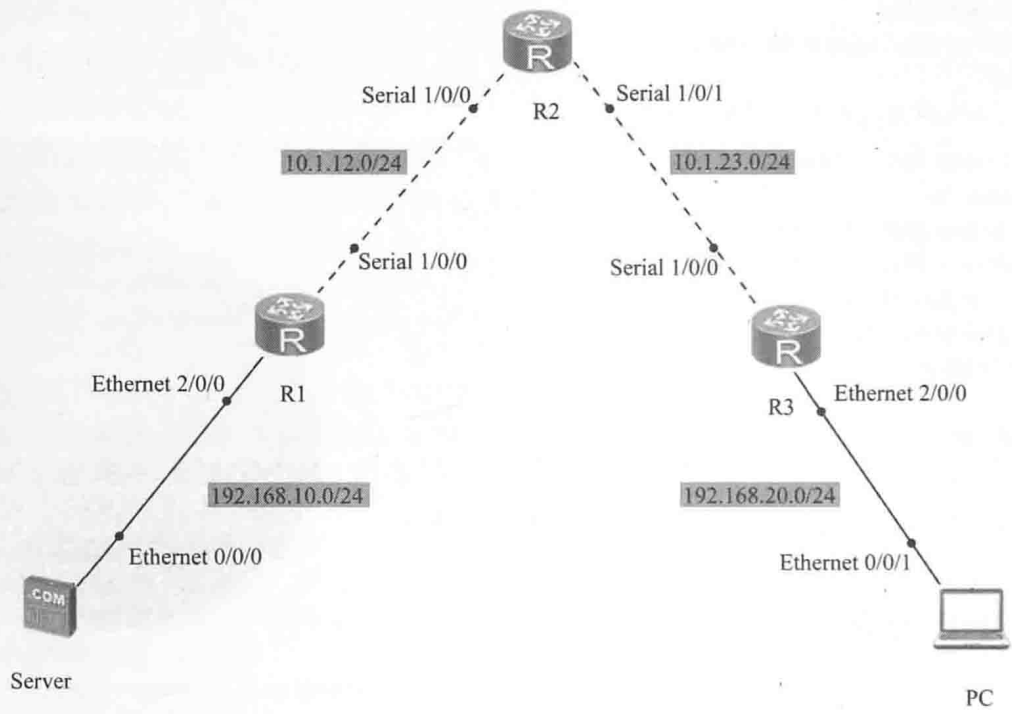 R
Serial 1/0/0
Serial 1/0/1
R2
10.1.12.0/24
10.1.23.0/24
Serial 1/0/0
Serial 1/0/0
R
R
Ethernet 2/0/0
R1
R3
Ethernet 2/0/0
192.168.10.0/24
192.168.20.0/24
Ethernet 0/0/0
Ethernet 0/0/1
.COM
Server
PC